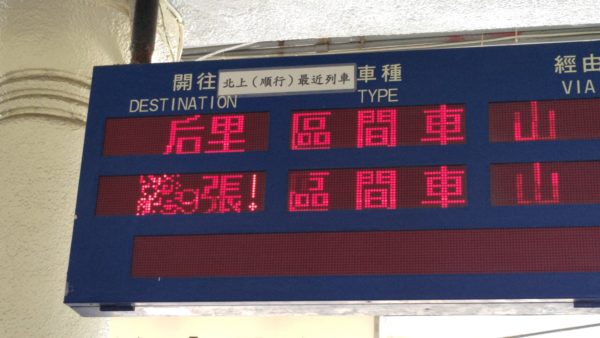 開往 北上（順行）最近列車 車種 經由
DESTINATION TYPE VIA
后里 區間車 山
張! 區間車 山